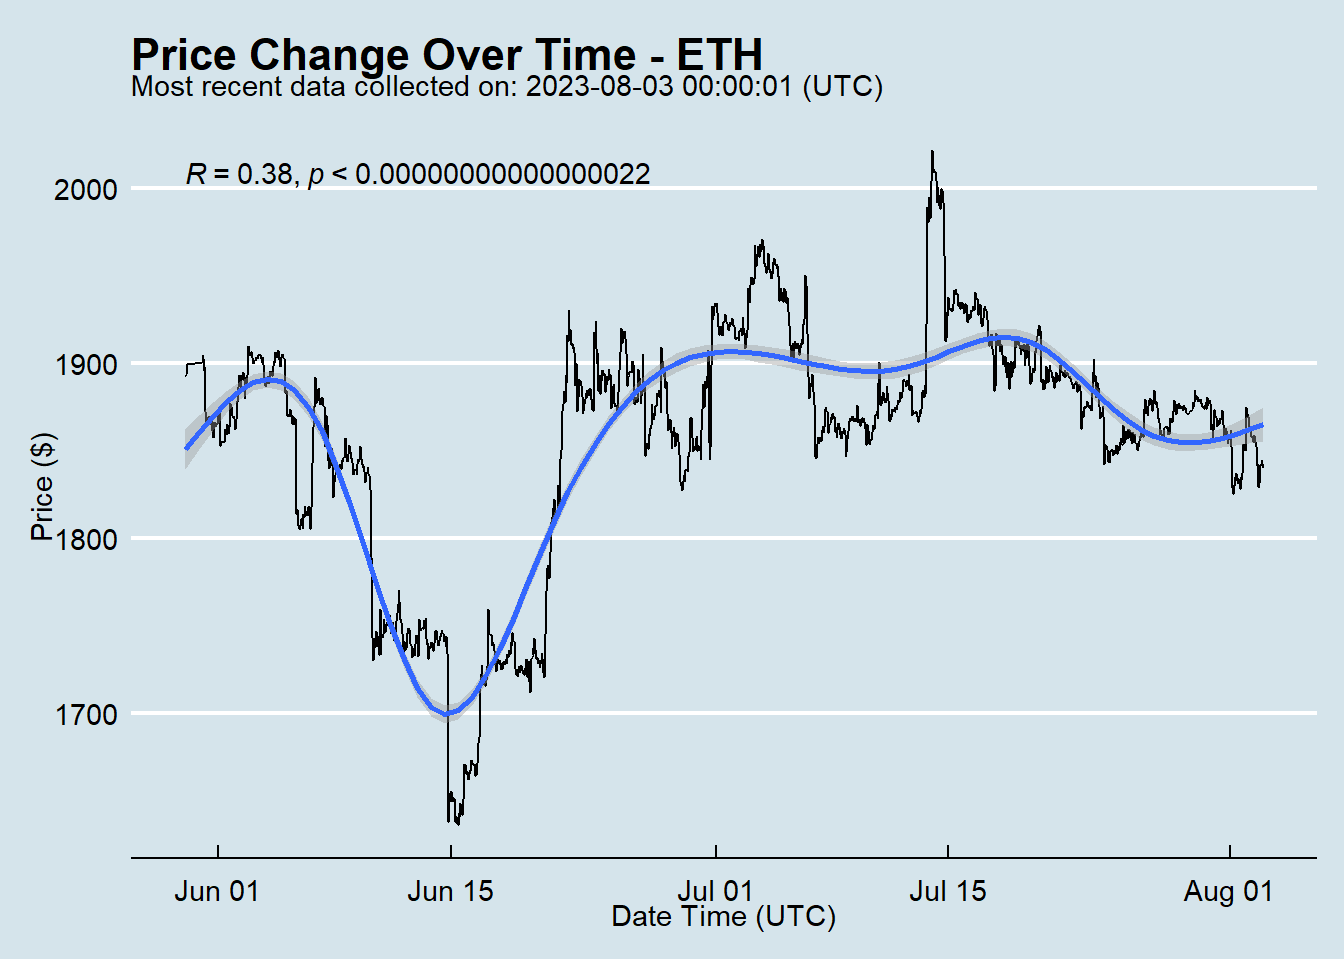 Price Change Over Time - ETH
Most recent data collected on: 2023-08-03 00:00:01 (UTC)
R = 0.38, p < 0.00000000000000022
2000
1900
1800
1700
Price ($)
Jun 01
Jun 15
Jul 01
Jul 15
Aug 01
Date Time (UTC)